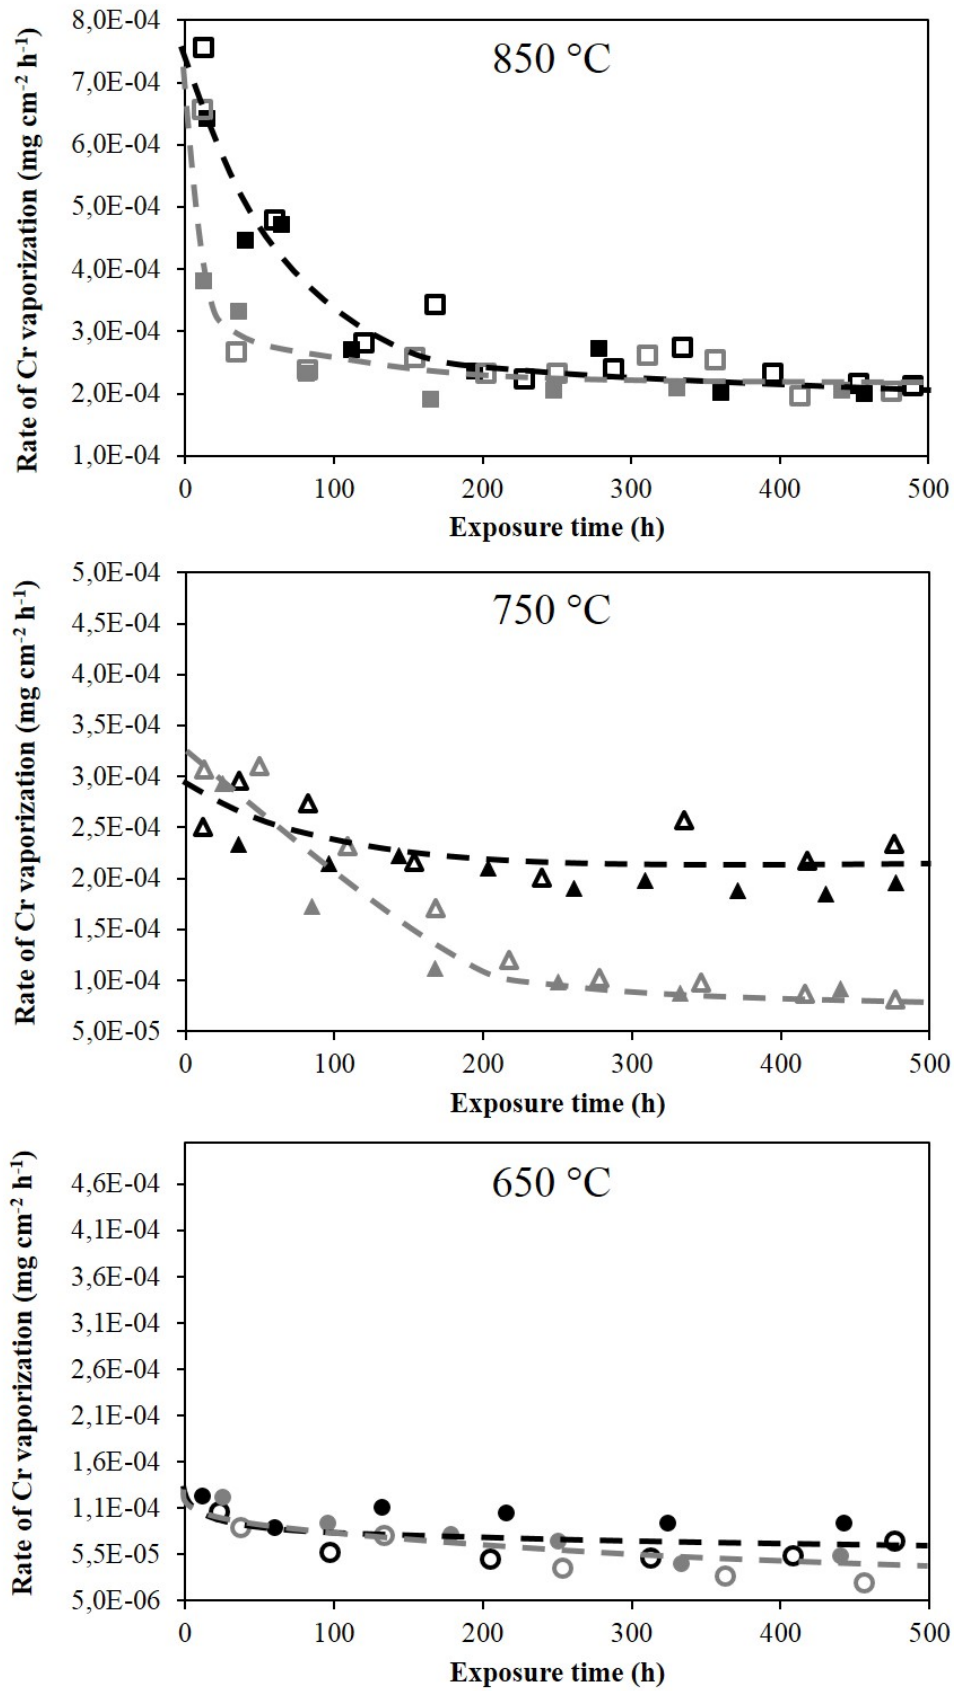 850 °C
Rate of Cr vaporization (mg cm⁻² h⁻¹)
8,0E-04
7,0E-04
6,0E-04
5,0E-04
4,0E-04
3,0E-04
2,0E-04
1,0E-04
0 100 200 300 400 500
Exposure time (h)
750 °C
Rate of Cr vaporization (mg cm⁻² h⁻¹)
5,0E-04
4,5E-04
4,0E-04
3,5E-04
3,0E-04
2,5E-04
2,0E-04
1,5E-04
1,0E-04
5,0E-05
0 100 200 300 400 500
Exposure time (h)
650 °C
Rate of Cr vaporization (mg cm⁻² h⁻¹)
4,6E-04
4,1E-04
3,6E-04
3,1E-04
2,6E-04
2,1E-04
1,6E-04
1,1E-04
5,5E-05
5,0E-06
0 100 200 300 400 500
Exposure time (h)